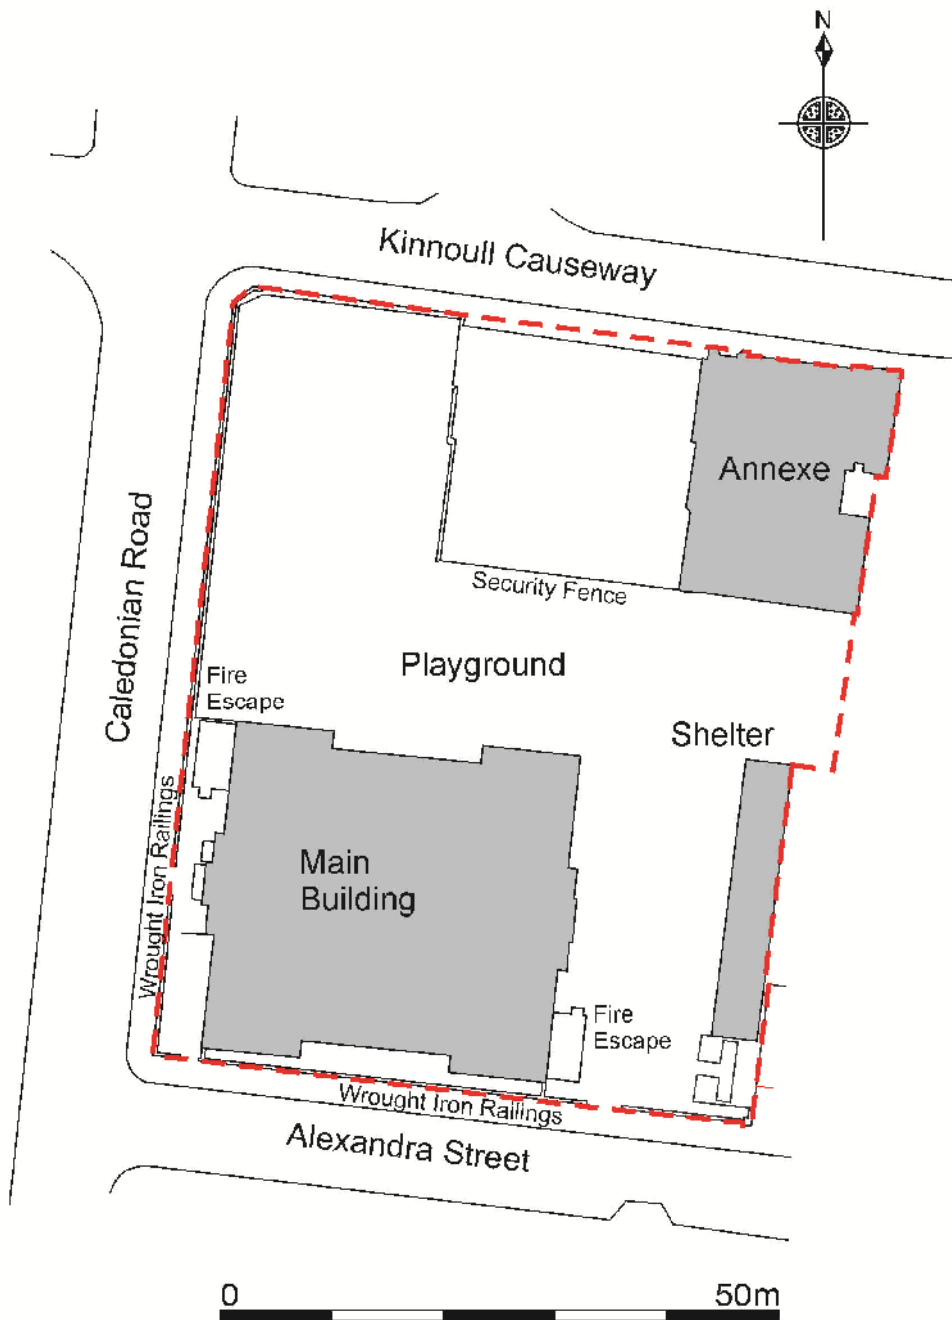 N
Kinnoull Causeway
Annexe
Caledonian Road
Security Fence
Playground
Fire
Escape
Shelter
Wrought Iron Railings
Main
Building
Fire
Escape
Wrought Iron Railings
Alexandra Street
0 50m